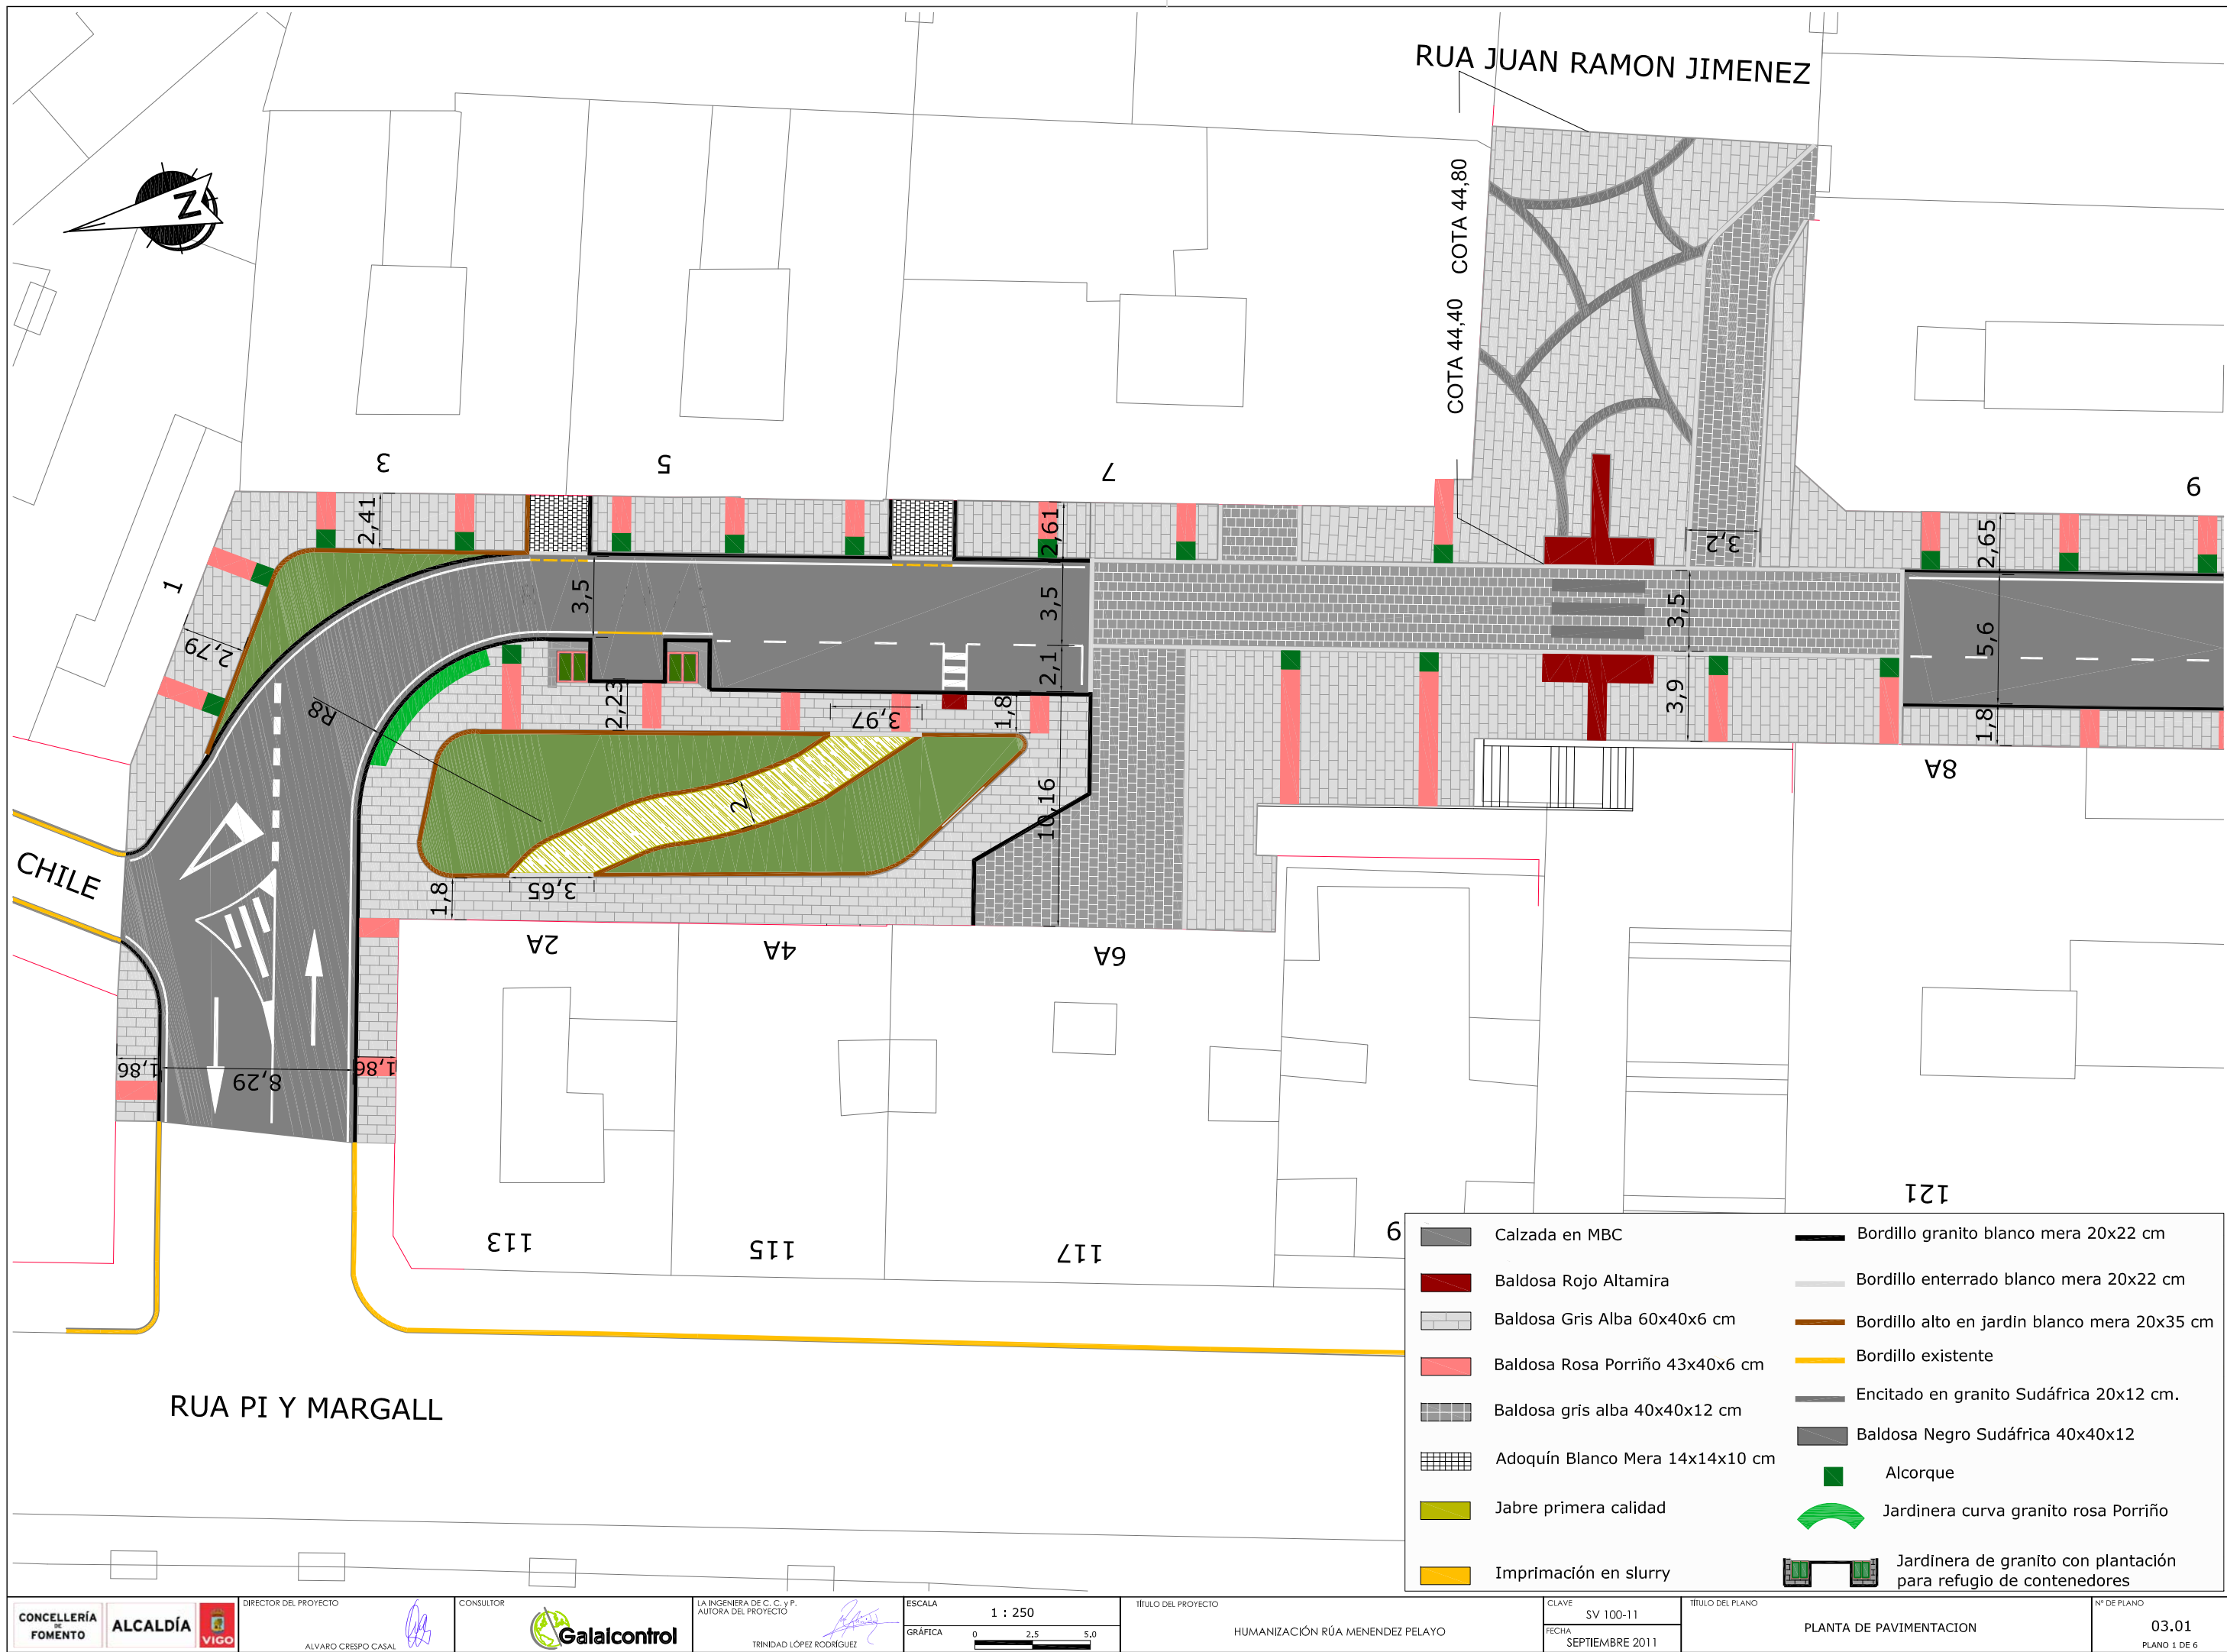 RUA JUAN RAMON JIMENEZ
N
COTA 44,80
COTA 44,40
3
5
7
9
1
2,41
2,61
2,65
2,79
3,5
3,5
3,5
3,2
5,6
2,1
2,23
3,97
1,8
3,9
1,8
R8
2
10,16
8A
CHILE
1,8
3,65
2A
4A
6A
1,86
8,29
1,86
113
115
117
121
9
RUA PI Y MARGALL
Calzada en MBC
Baldosa Rojo Altamira
Baldosa Gris Alba 60x40x6 cm
Baldosa Rosa Porriño 43x40x6 cm
Baldosa gris alba 40x40x12 cm
Adoquín Blanco Mera 14x14x10 cm
Jabre primera calidad
Imprimación en slurry
Bordillo granito blanco mera 20x22 cm
Bordillo enterrado blanco mera 20x22 cm
Bordillo alto en jardin blanco mera 20x35 cm
Bordillo existente
Encitado en granito Sudáfrica 20x12 cm.
Baldosa Negro Sudáfrica 40x40x12
Alcorque
Jardinera curva granito rosa Porriño
Jardinera de granito con plantación
para refugio de contenedores
CONCELLERÍA
DE
FOMENTO
ALCALDÍA
VIGO
DIRECTOR DEL PROYECTO
ALVARO CRESPO CASAL
CONSULTOR
Galaicontrol
LA INGENIERA DE C. C. y P.
AUTORA DEL PROYECTO
TRINIDAD LÓPEZ RODRÍGUEZ
ESCALA
1 : 250
GRÁFICA
0 2.5 5.0
TÍTULO DEL PROYECTO
HUMANIZACIÓN RÚA MENENDEZ PELAYO
CLAVE
SV 100-11
FECHA
SEPTIEMBRE 2011
TÍTULO DEL PLANO
PLANTA DE PAVIMENTACION
Nº DE PLANO
03.01
PLANO 1 DE 6